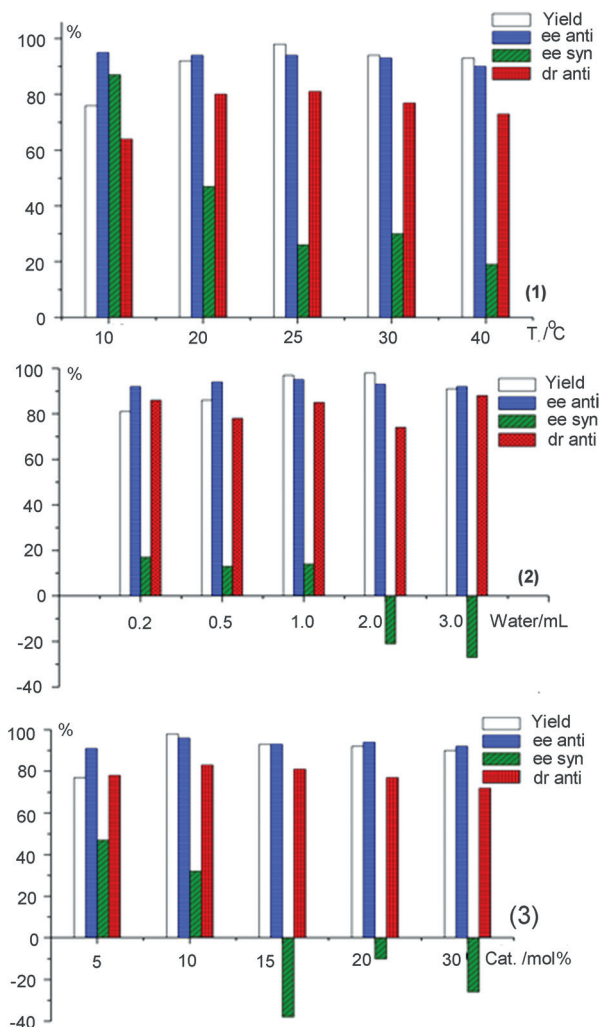 %
Yield
ee anti
ee syn
dr anti
100
80
60
40
20
0
10 20 25 30 40
T./°C
(1)
%
Yield
ee anti
ee syn
dr anti
100
80
60
40
20
0
-20
-40
0.2 0.5 1.0 2.0 3.0 Water/mL
(2)
%
Yield
ee anti
ee syn
dr anti
100
80
60
40
20
0
-20
-40
5 10 15 20 30 Cat. /mol%
(3)